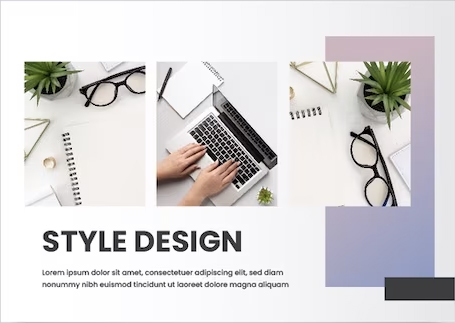 STYLE DESIGN
Lorem ipsum dolor sit amet, consectetuer adipiscing elit, sed diam
nonummy nibh euismod tincidunt ut laoreet dolore magna aliquam